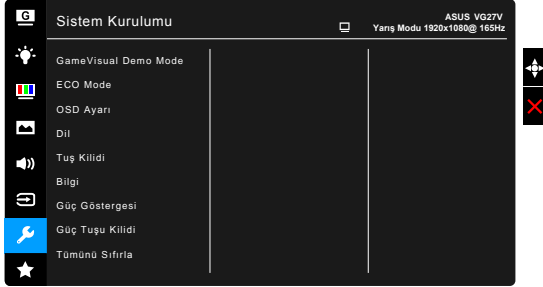 G
Sistem Kurulumu
ASUS VG27V
Yarış Modu 1920x1080@ 165Hz
GameVisual Demo Mode
ECO Mode
OSD Ayarı
Dil
Tuş Kilidi
Bilgi
Güç Göstergesi
Güç Tuşu Kilidi
Tümünü Sıfırla